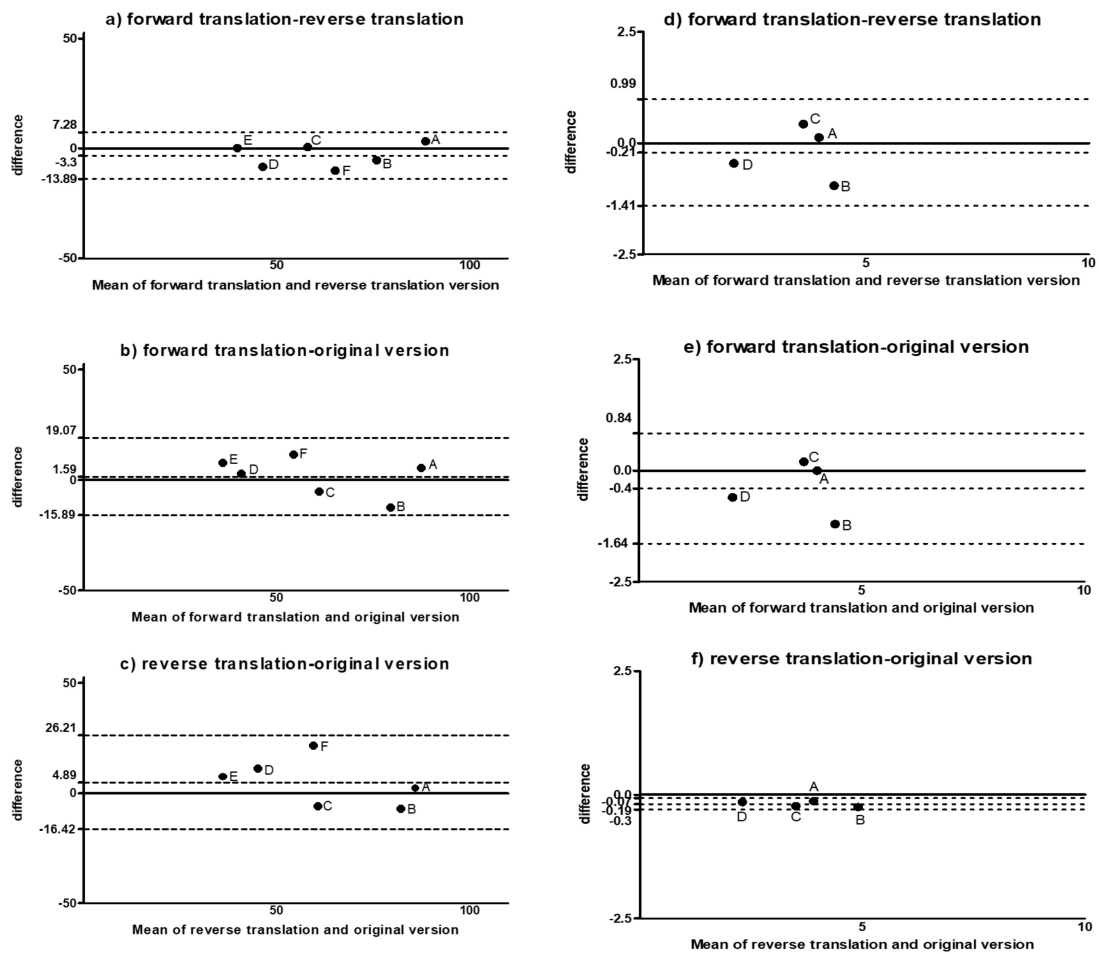 a) forward translation-reverse translation
50
7.28
0
-3.3
-13.89
-50
difference
E
C
A
D
F
B
50
100
Mean of forward translation and reverse translation version
b) forward translation-original version
50
19.07
1.59
0
-15.89
-50
difference
E
D
F
A
C
B
50
100
Mean of forward translation and original version
c) reverse translation-original version
50
26.21
4.89
0
-16.42
-50
difference
E
D
F
A
C
B
50
100
Mean of reverse translation and original version
d) forward translation-reverse translation
2.5
0.99
0.0
-0.21
-1.41
-2.5
difference
C
A
D
B
5
10
Mean of forward translation and reverse translation version
e) forward translation-original version
2.5
0.84
0.0
-0.4
-1.64
-2.5
difference
C
A
D
B
5
10
Mean of forward translation and original version
f) reverse translation-original version
2.5
0.0
-0.07
-0.19
-0.3
-2.5
difference
A
D
C
B
5
10
Mean of reverse translation and original version